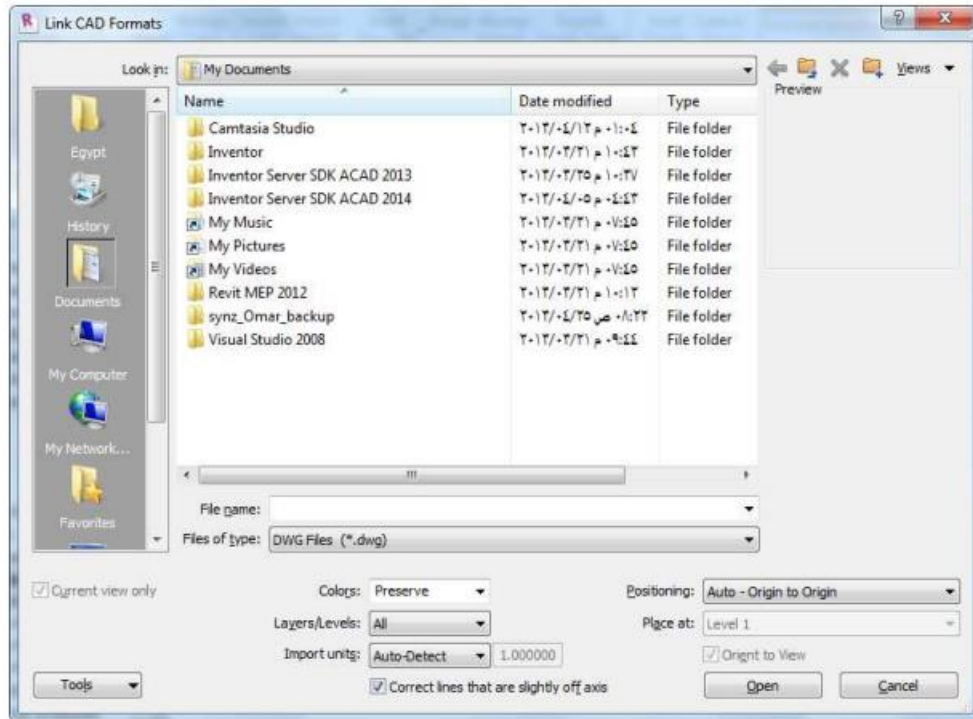 Link CAD Formats
Look in: My Documents
Views
Preview
Name Date modified Type
Camtasia Studio File folder
Inventor File folder
Inventor Server SDK ACAD 2013 File folder
Inventor Server SDK ACAD 2014 File folder
My Music File folder
My Pictures File folder
My Videos File folder
Revit MEP 2012 File folder
synz_Omar_backup File folder
Visual Studio 2008 File folder
Egypt
History
Documents
My Computer
My Network...
Favorites
File name:
Files of type: DWG Files (*.dwg)
Current view only
Colors: Preserve
Positioning: Auto - Origin to Origin
Layers/Levels: All
Place at: Level 1
Import units: Auto-Detect 1.000000
Orient to View
Tools
Correct lines that are slightly off axis
Open
Cancel